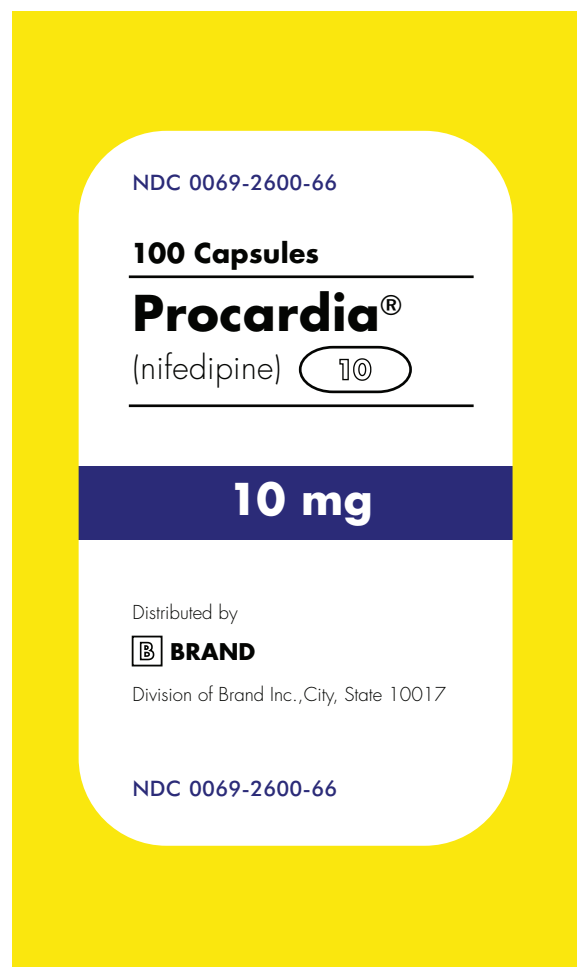 NDC 0069-2600-66
100 Capsules
Procardia®
(nifedipine) 10
10 mg
Distributed by
B BRAND
Division of Brand Inc.,City, State 10017
NDC 0069-2600-66